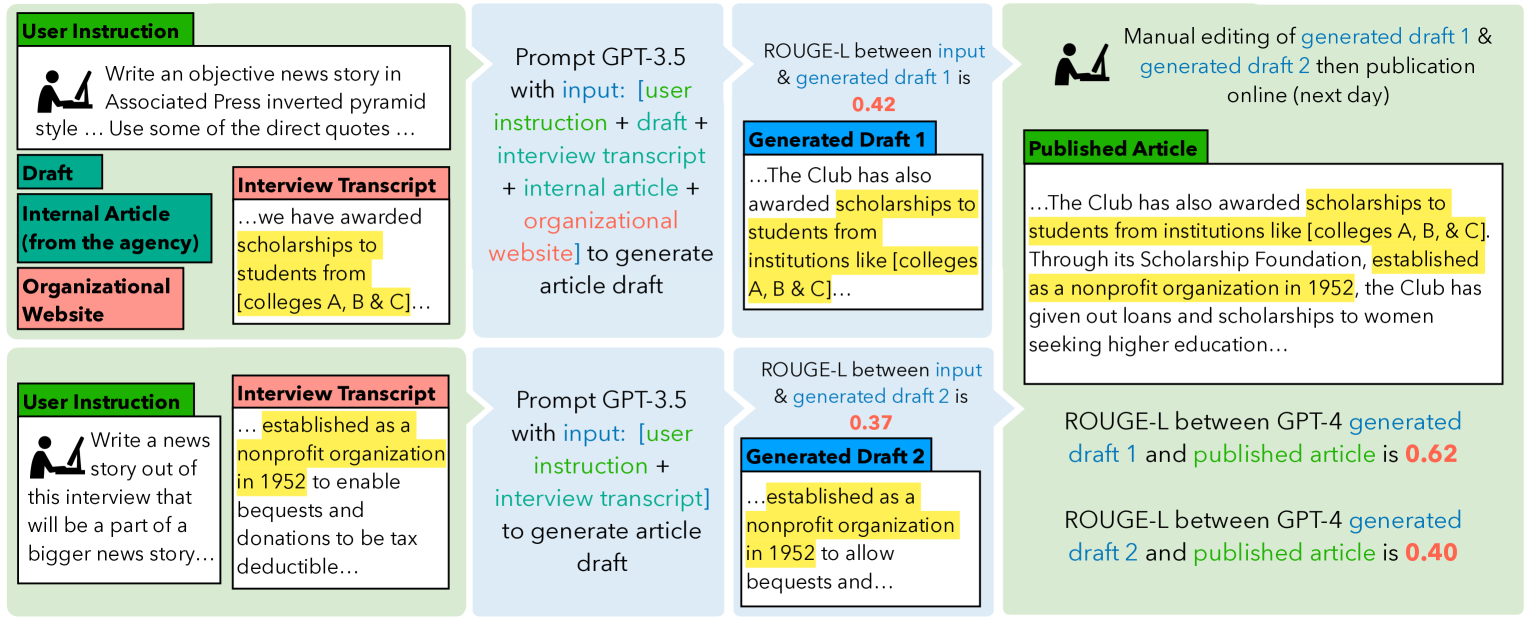 User Instruction
Write an objective news story in
Associated Press inverted pyramid
style … Use some of the direct quotes …
Draft
Internal Article
(from the agency)
Organizational
Website
Interview Transcript
…we have awarded
scholarships to
students from
[colleges A, B & C]…
Prompt GPT-3.5
with input: [user
instruction + draft +
interview transcript
+ internal article +
organizational
website] to generate
article draft
ROUGE-L between input
& generated draft 1 is
0.42
Generated Draft 1
…The Club has also
awarded scholarships to
students from
institutions like [colleges
A, B & C]…
Manual editing of generated draft 1 &
generated draft 2 then publication
online (next day)
Published Article
…The Club has also awarded scholarships to
students from institutions like [colleges A, B, & C].
Through its Scholarship Foundation, established
as a nonprofit organization in 1952, the Club has
given out loans and scholarships to women
seeking higher education…
ROUGE-L between GPT-4 generated
draft 1 and published article is 0.62
ROUGE-L between GPT-4 generated
draft 2 and published article is 0.40
User Instruction
Write a news
story out of
this interview that
will be a part of a
bigger news story…
Interview Transcript
… established as a
nonprofit organization
in 1952 to enable
bequests and
donations to be tax
deductible…
Prompt GPT-3.5
with input: [user
instruction +
interview transcript]
to generate article
draft
ROUGE-L between input
& generated draft 2 is
0.37
Generated Draft 2
…established as a
nonprofit organization
in 1952 to allow
bequests and…